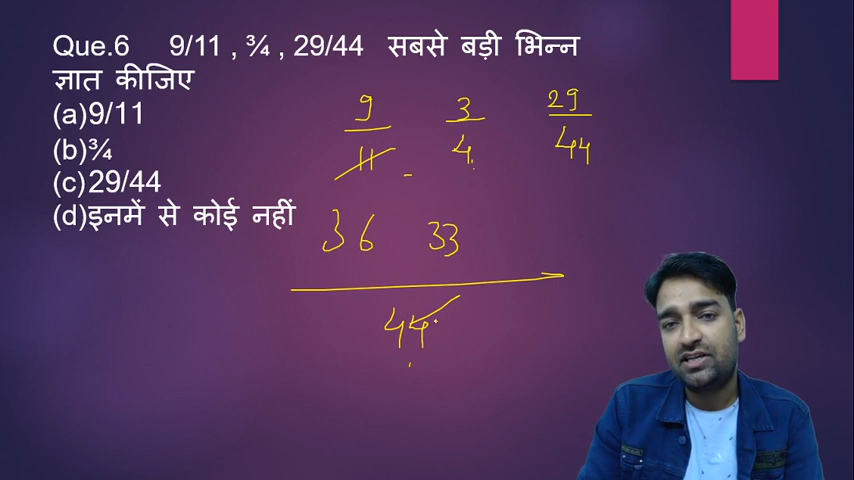 Que.6 9/11 , ¾ , 29/44 सबसे बड़ी भिन्न
ज्ञात कीजिए
(a)9/11
(b)¾
(c)29/44
(d)इनमें से कोई नहीं
9/11 3/4 29/44
36 33
44